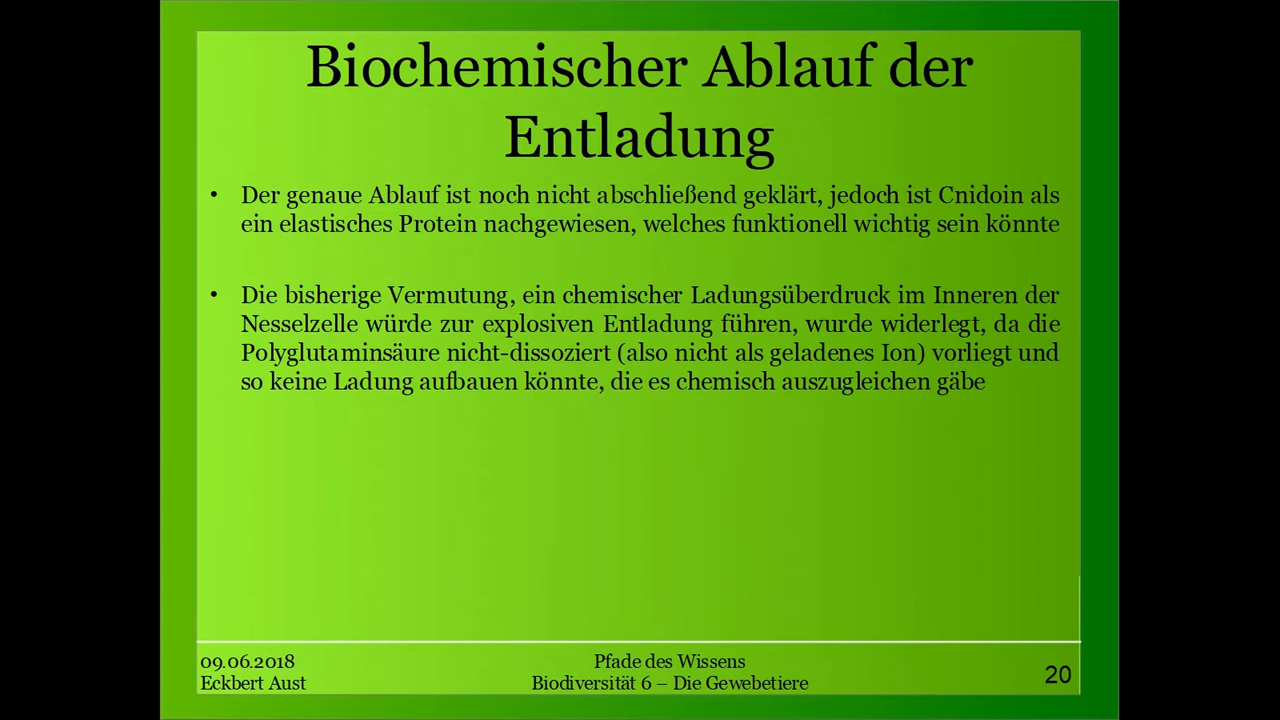 Biochemischer Ablauf der
Entladung
• Der genaue Ablauf ist noch nicht abschließend geklärt, jedoch ist Cnidoin als
ein elastisches Protein nachgewiesen, welches funktionell wichtig sein könnte
• Die bisherige Vermutung, ein chemischer Ladungsüberdruck im Inneren der
Nesselzelle würde zur explosiven Entladung führen, wurde widerlegt, da die
Polyglutaminsäure nicht-dissoziert (also nicht als geladenes Ion) vorliegt und
so keine Ladung aufbauen könnte, die es chemisch auszugleichen gäbe
09.06.2018
Eckbert Aust
Pfade des Wissens
Biodiversität 6 – Die Gewebetiere
20